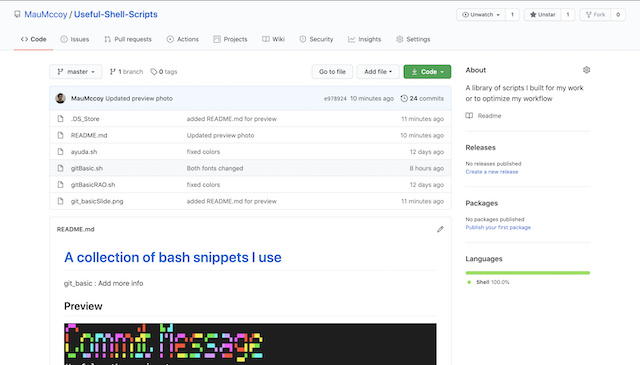 MauMccoy / Useful-Shell-Scripts
Unwatch 1
Unstar 1
Fork 0
Code
Issues
Pull requests
Actions
Projects
Wiki
Security
Insights
Settings
master
1 branch
0 tags
Go to file
Add file
Code
MauMccoy Updated preview photo
e978924 10 minutes ago
24 commits
.DS_Store added README.md for preview 11 minutes ago
README.md Updated preview photo 10 minutes ago
ayuda.sh fixed colors 12 days ago
gitBasic.sh Both fonts changed 8 hours ago
gitBasicRAO.sh fixed colors 12 days ago
git_basicSlide.png added README.md for preview 11 minutes ago
README.md
A collection of bash snippets I use
git_basic : Add more info
Preview
Commit Message
About
A library of scripts I built for my work
or to optimize my workflow
Readme
Releases
No releases published
Create a new release
Packages
No packages published
Publish your first package
Languages
Shell 100.0%